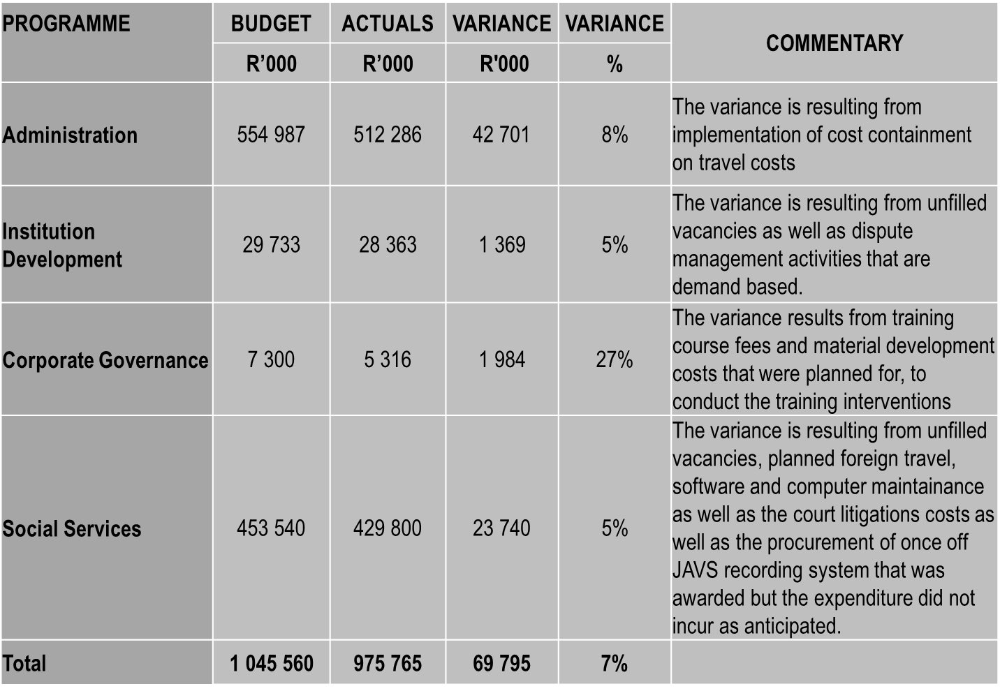 PROGRAMME BUDGET ACTUALS VARIANCE VARIANCE COMMENTARY
R’000 R’000 R'000 %
Administration 554 987 512 286 42 701 8%
The variance is resulting from
implementation of cost containment
on travel costs
Institution
Development
29 733 28 363 1 369 5%
The variance is resulting from unfilled
vacancies as well as dispute
management activities that are
demand based.
Corporate Governance 7 300 5 316 1 984 27%
The variance results from training
course fees and material development
costs that were planned for, to
conduct the training interventions
Social Services 453 540 429 800 23 740 5%
The variance is resulting from unfilled
vacancies, planned foreign travel,
software and computer maintainance
as well as the court litigations costs as
well as the procurement of once off
JAVS recording system that was
awarded but the expenditure did not
incur as anticipated.
Total 1 045 560 975 765 69 795 7%